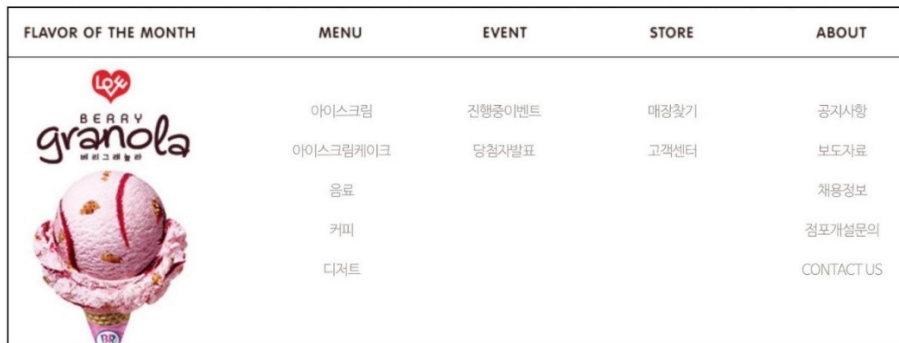 FLAVOR OF THE MONTH
MENU
EVENT
STORE
ABOUT
LOVE
BERRY
granola
베리그래놀라
BR
아이스크림
아이스크림케이크
음료
커피
디저트
진행중이벤트
당첨자발표
매장찾기
고객센터
공지사항
보도자료
채용정보
점포개설문의
CONTACT US